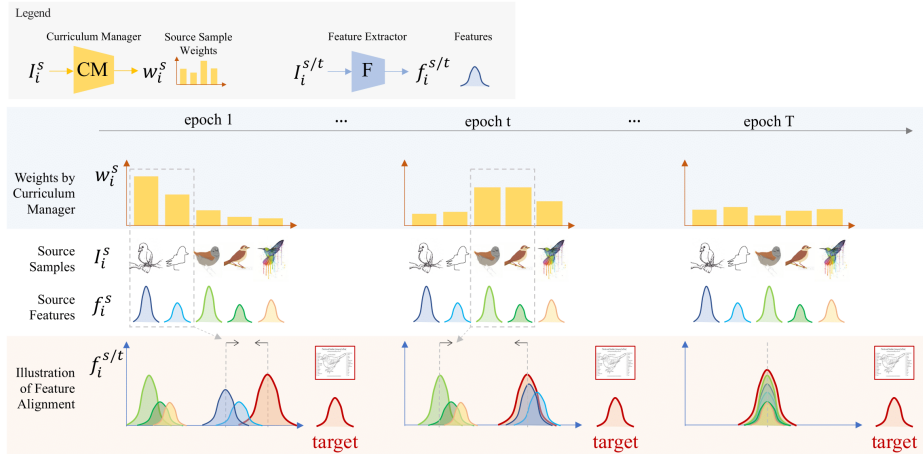 Legend
Curriculum Manager
Source Sample
Weights
Feature Extractor
Features
I_i^s
CM
w_i^s
I_i^{s/t}
F
f_i^{s/t}
epoch 1
...
epoch t
...
epoch T
Weights by
Curriculum
Manager
w_i^s
Source
Samples
I_i^s
Source
Features
f_i^s
Illustration
of Feature
Alignment
f_i^{s/t}
target
target
target